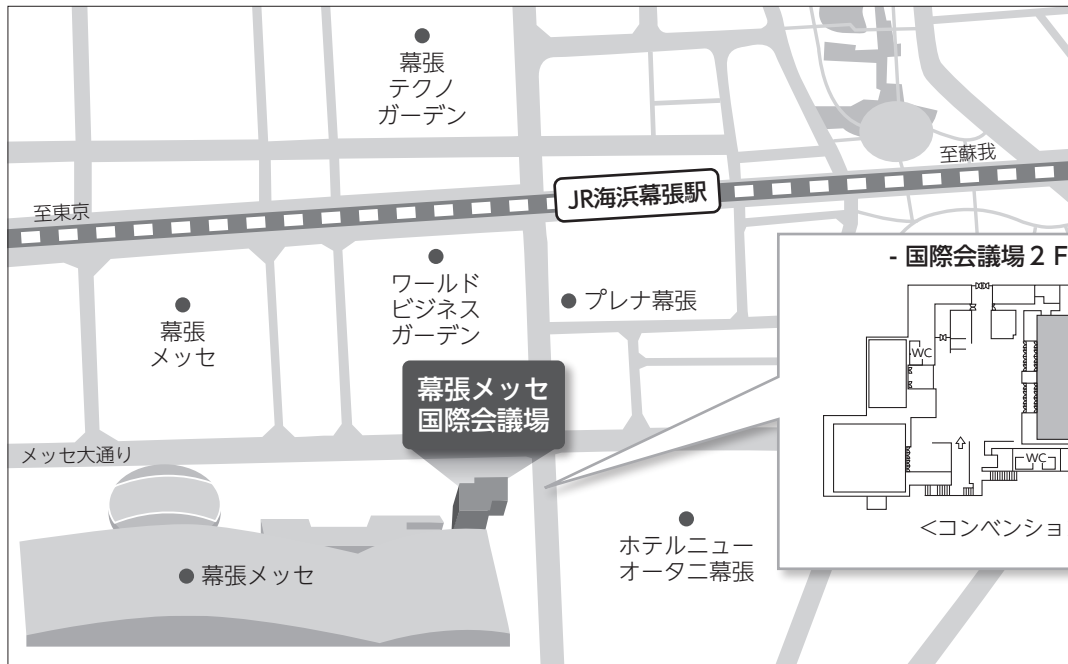 幕張
テクノ
ガーデン
至蘇我
JR海浜幕張駅
至東京
- 国際会議場２Ｆ
ワールド
ビジネス
ガーデン
プレナ幕張
幕張
メッセ
WC
幕張メッセ
国際会議場
メッセ大通り
WC
<コンベンショ
ホテルニュー
オータニ幕張
幕張メッセ